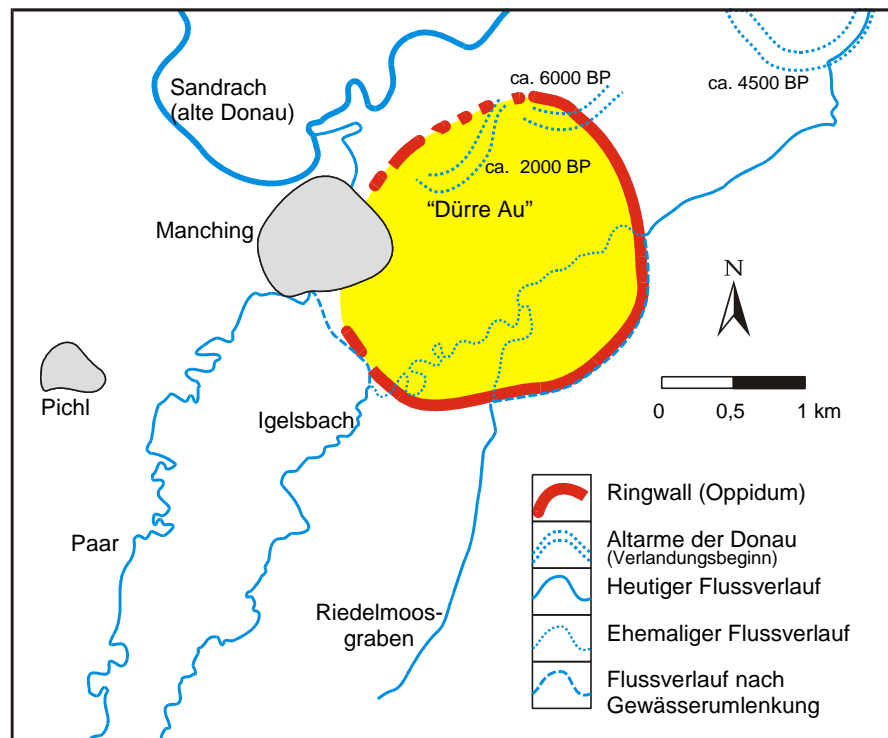 Sandrach
(alte Donau)
ca. 6000 BP
ca. 4500 BP
ca. 2000 BP
Manching
“Dürre Au”
N
Pichl
Igelsbach
0 0,5 1 km
Paar
Riedelmoos-
graben
Ringwall (Oppidum)
Altarme der Donau
(Verlandungsbeginn)
Heutiger Flussverlauf
Ehemaliger Flussverlauf
Flussverlauf nach
Gewässerumlenkung